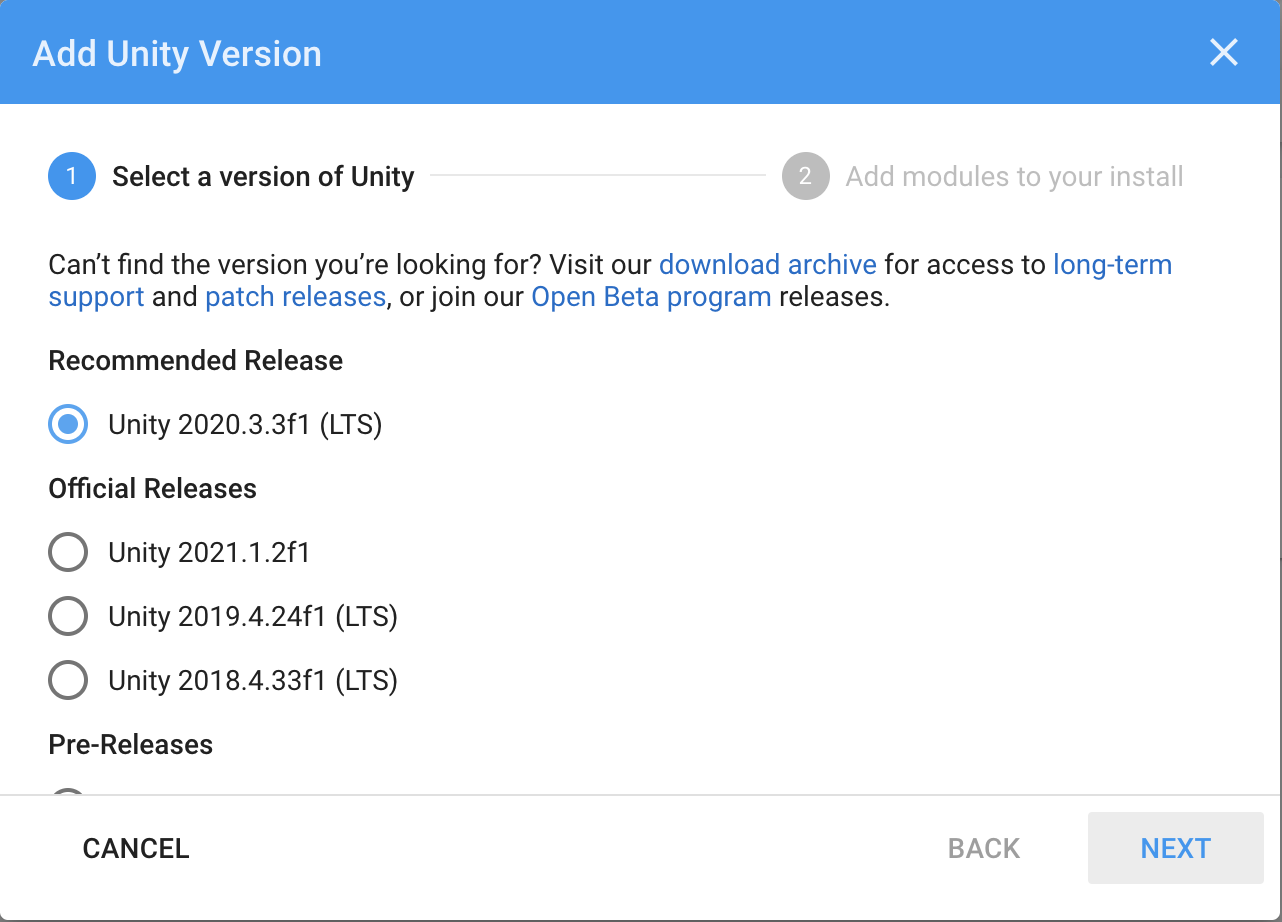 Add Unity Version
1 Select a version of Unity 2 Add modules to your install
Can’t find the version you’re looking for? Visit our download archive for access to long-term
support and patch releases, or join our Open Beta program releases.
Recommended Release
Unity 2020.3.3f1 (LTS)
Official Releases
Unity 2021.1.2f1
Unity 2019.4.24f1 (LTS)
Unity 2018.4.33f1 (LTS)
Pre-Releases
CANCEL BACK NEXT